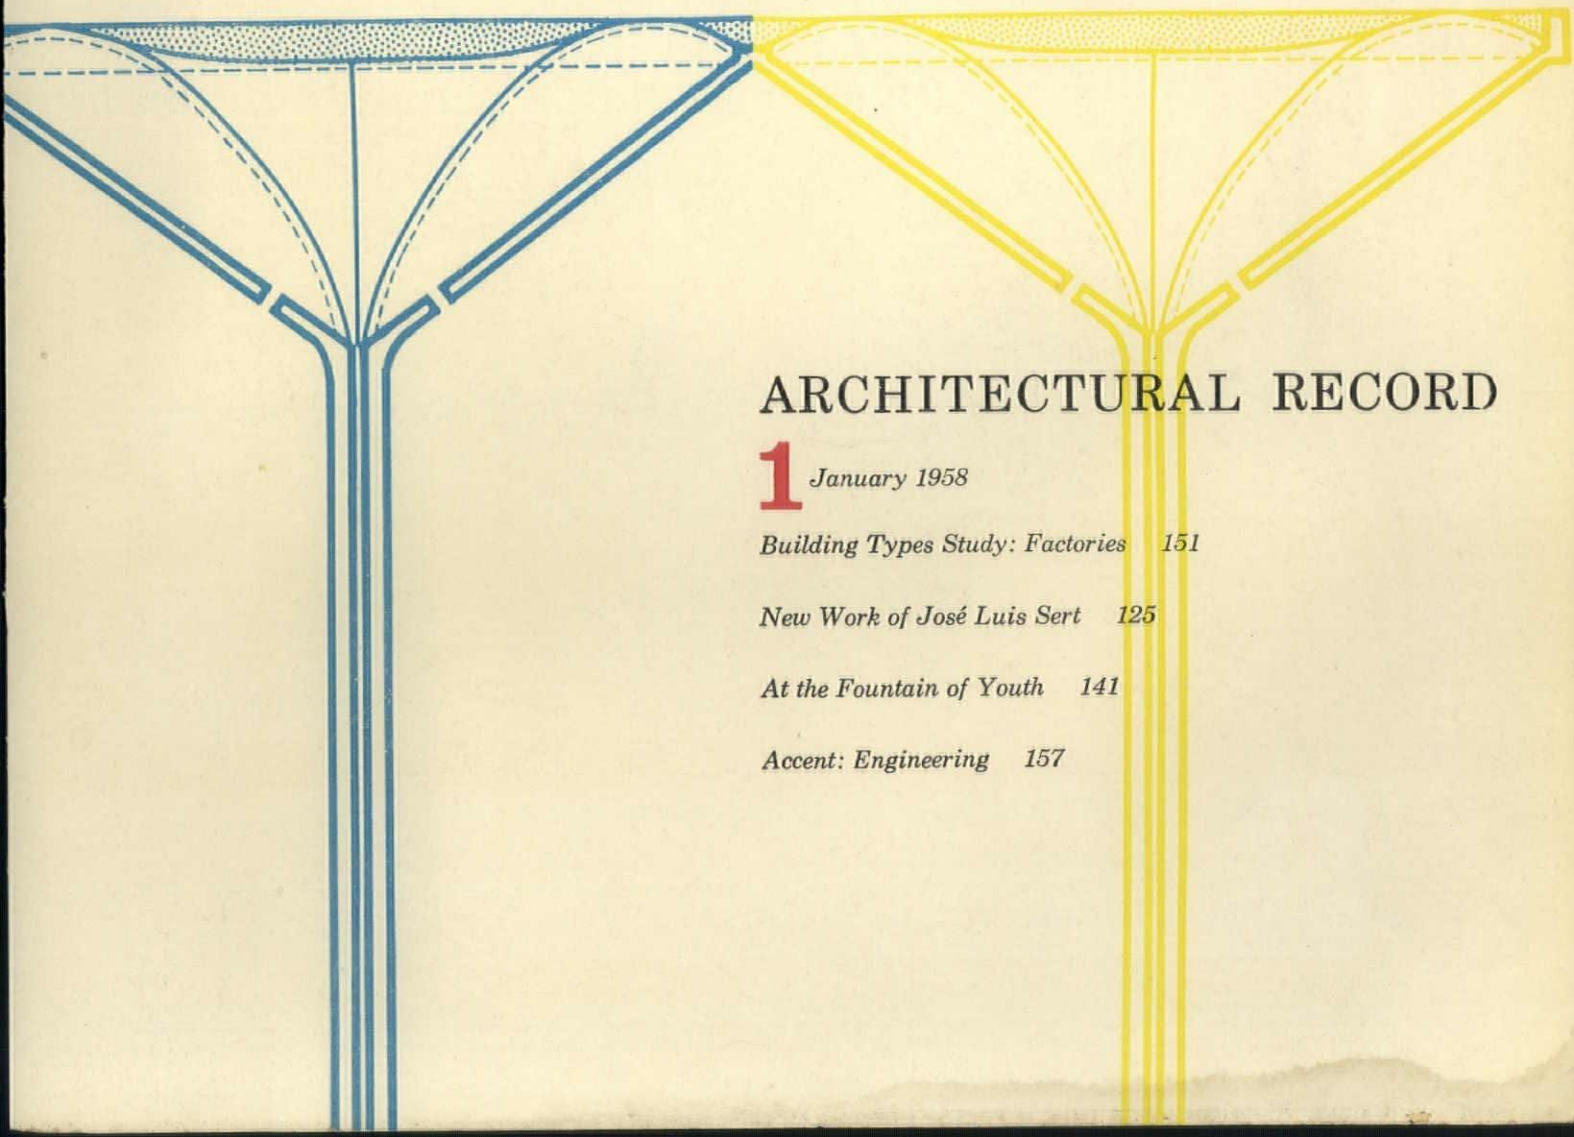 ARCHITECTURAL RECORD
1 January 1958
Building Types Study: Factories 151
New Work of José Luis Sert 125
At the Fountain of Youth 141
Accent: Engineering 157